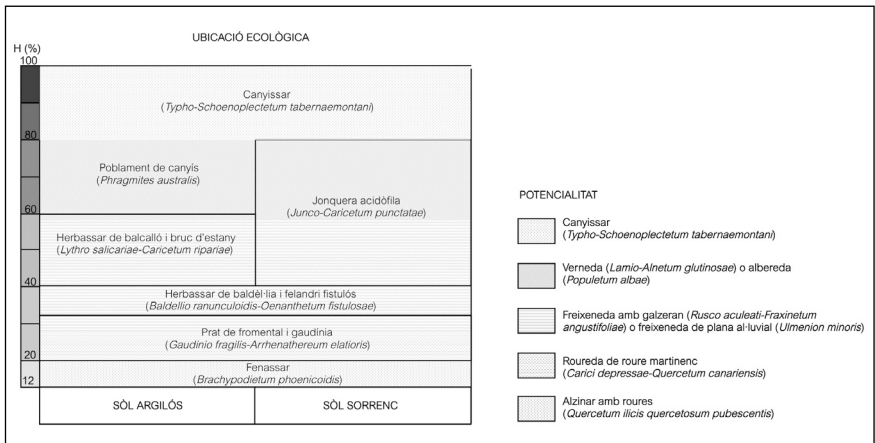 UBICACIÓ ECOLÒGICA
H (%)
100
80
60
40
20
12
Canyissar
(Typho-Schoenoplectetum tabernaemontani)
Poblament de canyís
(Phragmites australis)
Jonquera acidòfila
(Junco-Caricetum punctatae)
Herbassar de balcalló i bruc d'estany
(Lythro salicariae-Caricetum ripariae)
Herbassar de baldèl·lia i felandri fistulós
(Baldellio ranunculoidis-Oenanthetum fistulosae)
Prat de fromental i gaudínia
(Gaudinio fragilis-Arrhenathereum elatioris)
Fenassar
(Brachypodietum phoenicoidis)
SÒL ARGILÓS
SÒL SORRENC
POTENCIALITAT
Canyissar
(Typho-Schoenoplectetum tabernaemontani)
Verneda (Lamio-Alnetum glutinosae) o albereda
(Populetum albae)
Freixeneda amb galzeran (Rusco aculeati-Fraxinetum
angustifoliae) o freixeneda de plana al·luvial (Ulmenion minoris)
Roureda de roure martinenc
(Carici depressae-Quercetum canariensis)
Alzinar amb roures
(Quercetum ilicis quercetosum pubescentis)